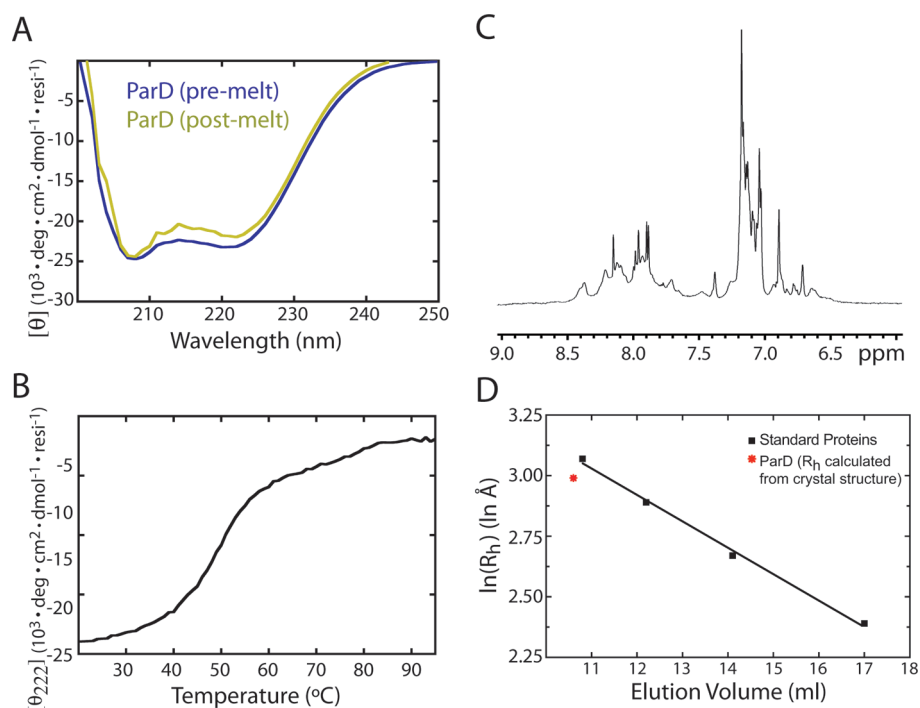 A
ParD (pre-melt)
ParD (post-melt)
-5
-10
-15
-20
-25
-30
210
220
230
240
250
Wavelength (nm)
[θ] (10³•deg•cm²•dmol⁻¹•resi⁻¹)
B
-5
-10
-15
-20
-25
30
40
50
60
70
80
90
Temperature (ºC)
[θ222] (10³•deg•cm²•dmol⁻¹•resi⁻¹)
C
9.0
8.5
8.0
7.5
7.0
6.5
ppm
D
3.25
3.00
2.75
2.50
2.25
Standard Proteins
ParD (Rh calculated
from crystal structure)
11
12
13
14
15
16
17
18
Elution Volume (ml)
ln(Rh) (ln Å)